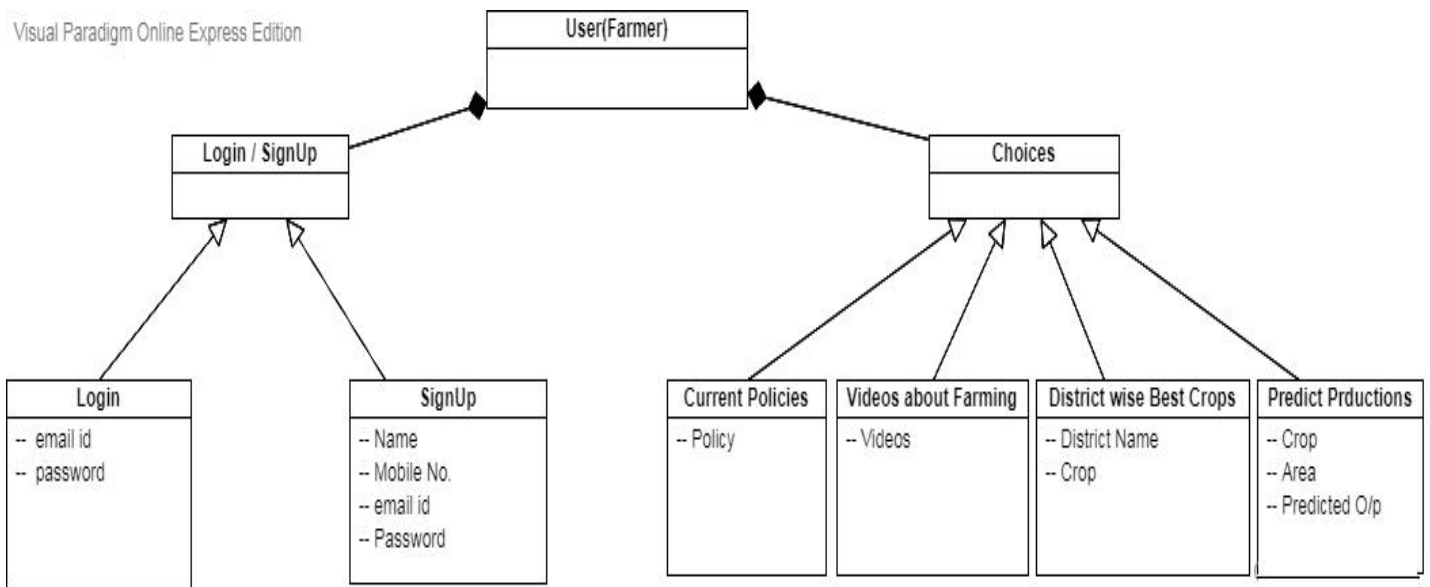 Visual Paradigm Online Express Edition
User(Farmer)
Login / SignUp
Choices
Login
-- email id
-- password
SignUp
-- Name
-- Mobile No.
-- email id
-- Password
Current Policies
-- Policy
Videos about Farming
-- Videos
District wise Best Crops
-- District Name
-- Crop
Predict Prductions
-- Crop
-- Area
-- Predicted O/p